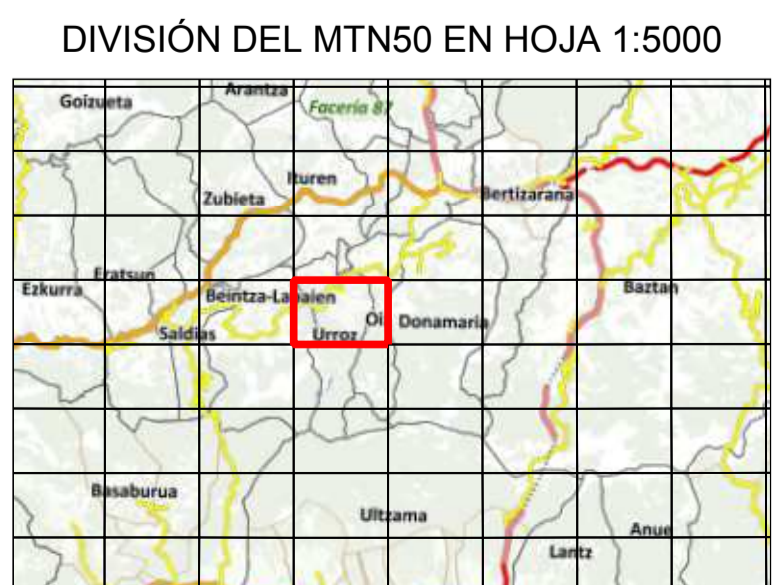 DIVISIÓN DEL MTN50 EN HOJA 1:5000
Arantza
Goizueta
Facería 87
Ituren
Zubieta
Bertizarana
Eratsun
Ezkurra
Baztan
Beintza-Labaien
Oi
Donamaria
Saldias
Urroz
Basaburua
Ultzama
Anue
Lantz